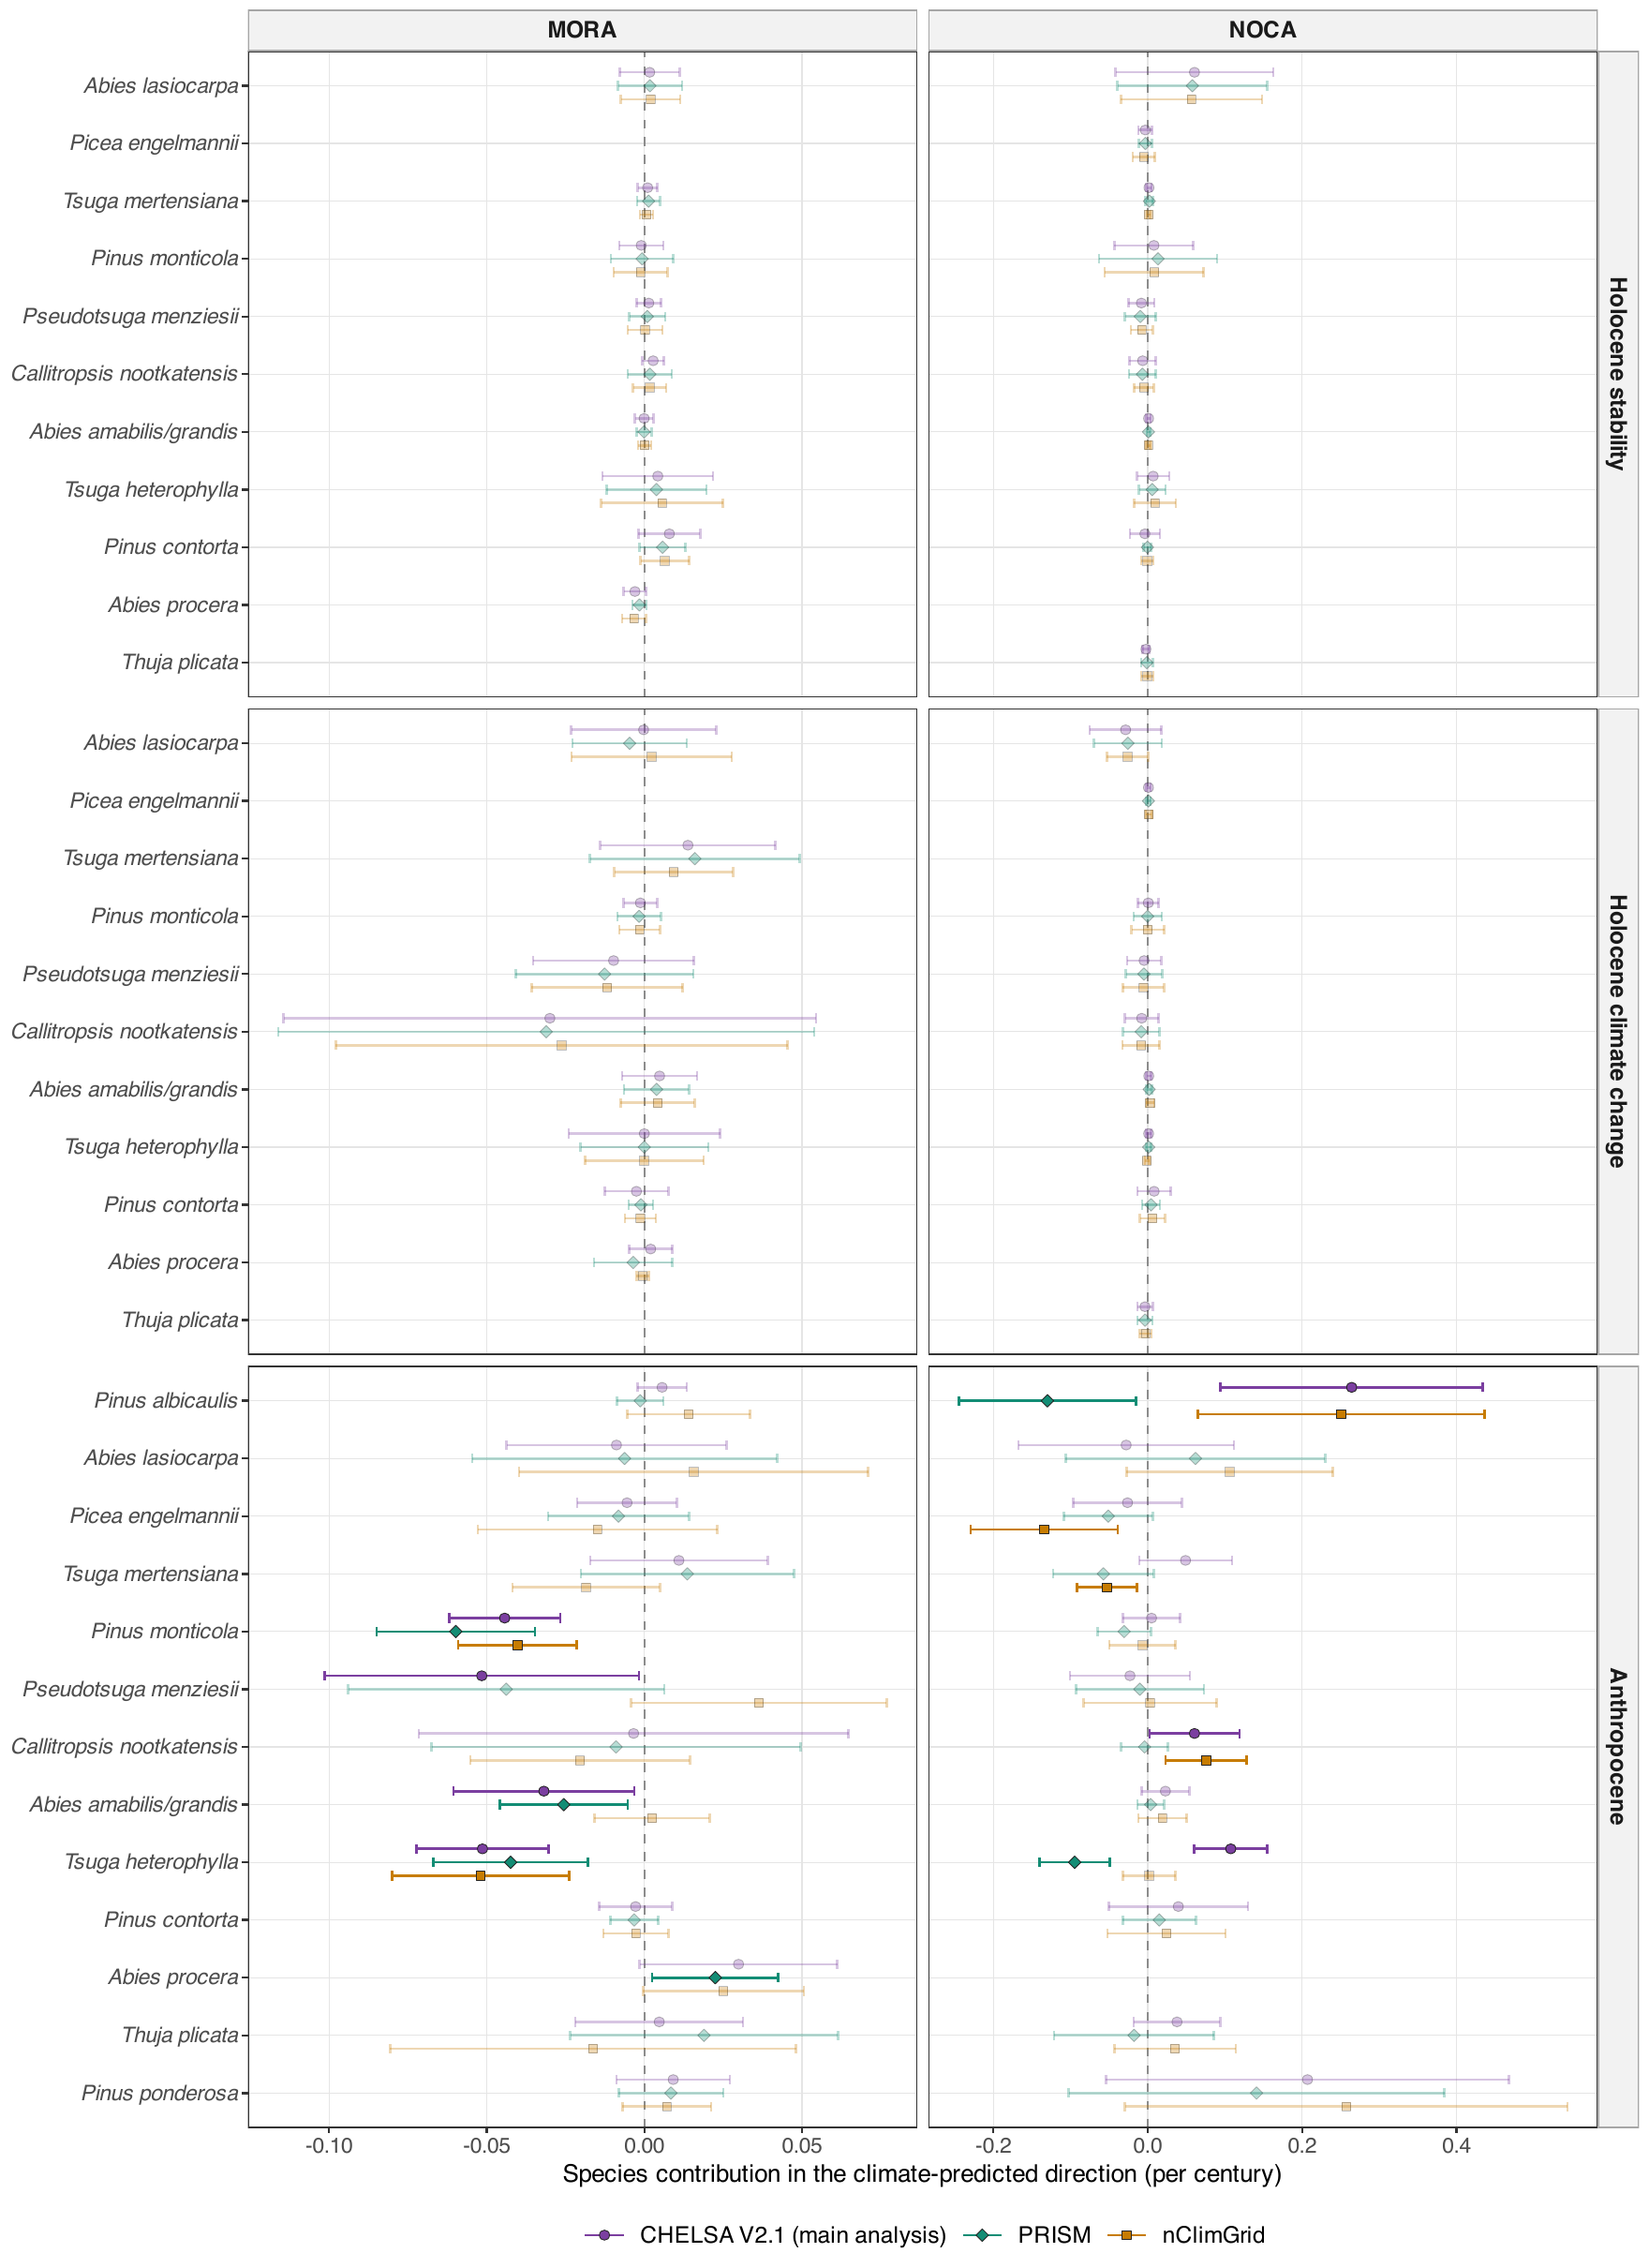 MORA
NOCA
Abies lasiocarpa
Picea engelmannii
Tsuga mertensiana
Pinus monticola
Pseudotsuga menziesii
Callitropsis nootkatensis
Abies amabilis/grandis
Tsuga heterophylla
Pinus contorta
Abies procera
Thuja plicata
Holocene stability
Abies lasiocarpa
Picea engelmannii
Tsuga mertensiana
Pinus monticola
Pseudotsuga menziesii
Callitropsis nootkatensis
Abies amabilis/grandis
Tsuga heterophylla
Pinus contorta
Abies procera
Thuja plicata
Holocene climate change
Pinus albicaulis
Abies lasiocarpa
Picea engelmannii
Tsuga mertensiana
Pinus monticola
Pseudotsuga menziesii
Callitropsis nootkatensis
Abies amabilis/grandis
Tsuga heterophylla
Pinus contorta
Abies procera
Thuja plicata
Pinus ponderosa
Anthropocene
-0.10 -0.05 0.00 0.05 -0.2 0.0 0.2 0.4
Species contribution in the climate-predicted direction (per century)
CHELSA V2.1 (main analysis) PRISM nClimGrid